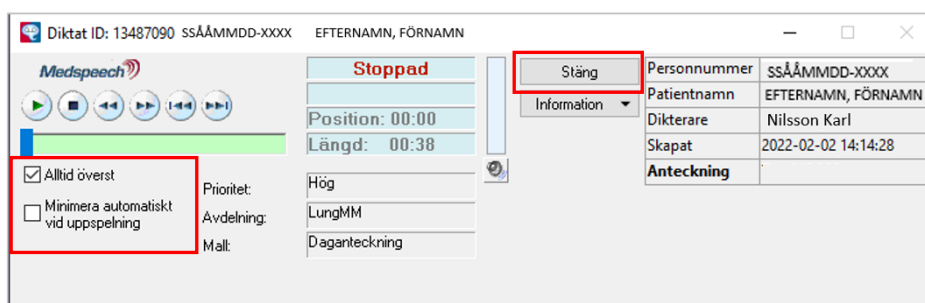 Diktat ID: 13487090 SSÅÅMMDD-XXXX EFTERNAMN, FÖRNAMN
Medspeech
Stoppad
Position: 00:00
Längd: 00:38
Alltid överst
Minimera automatiskt
vid uppspelning
Prioritet: Hög
Avdelning: LungMM
Mall: Daganteckning
Stäng
Information
Personnummer SSÅÅMMDD-XXXX
Patientnamn EFTERNAMN, FÖRNAMN
Dikterare Nilsson Karl
Skapat 2022-02-02 14:14:28
Anteckning